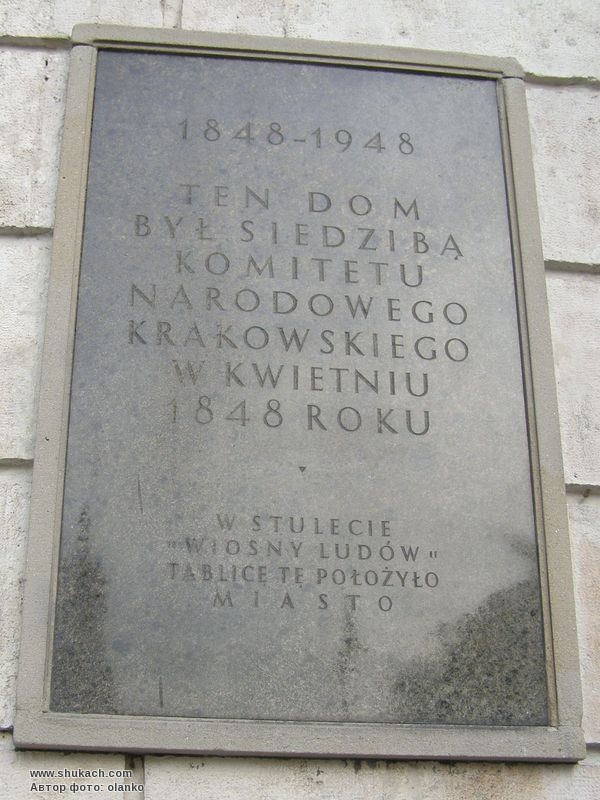 1848-1948
TEN DOM
BYŁ SIEDZIBĄ
KOMITETU
NARODOWEGO
KRAKOWSKIEGO
W KWIETNIU
1848 ROKU
W STULECIE
"WIOSNY LUDÓW"
TABLICĘ TĘ POŁOŻYŁO
MIASTO
www.shukach.com
Автор фото: olanko